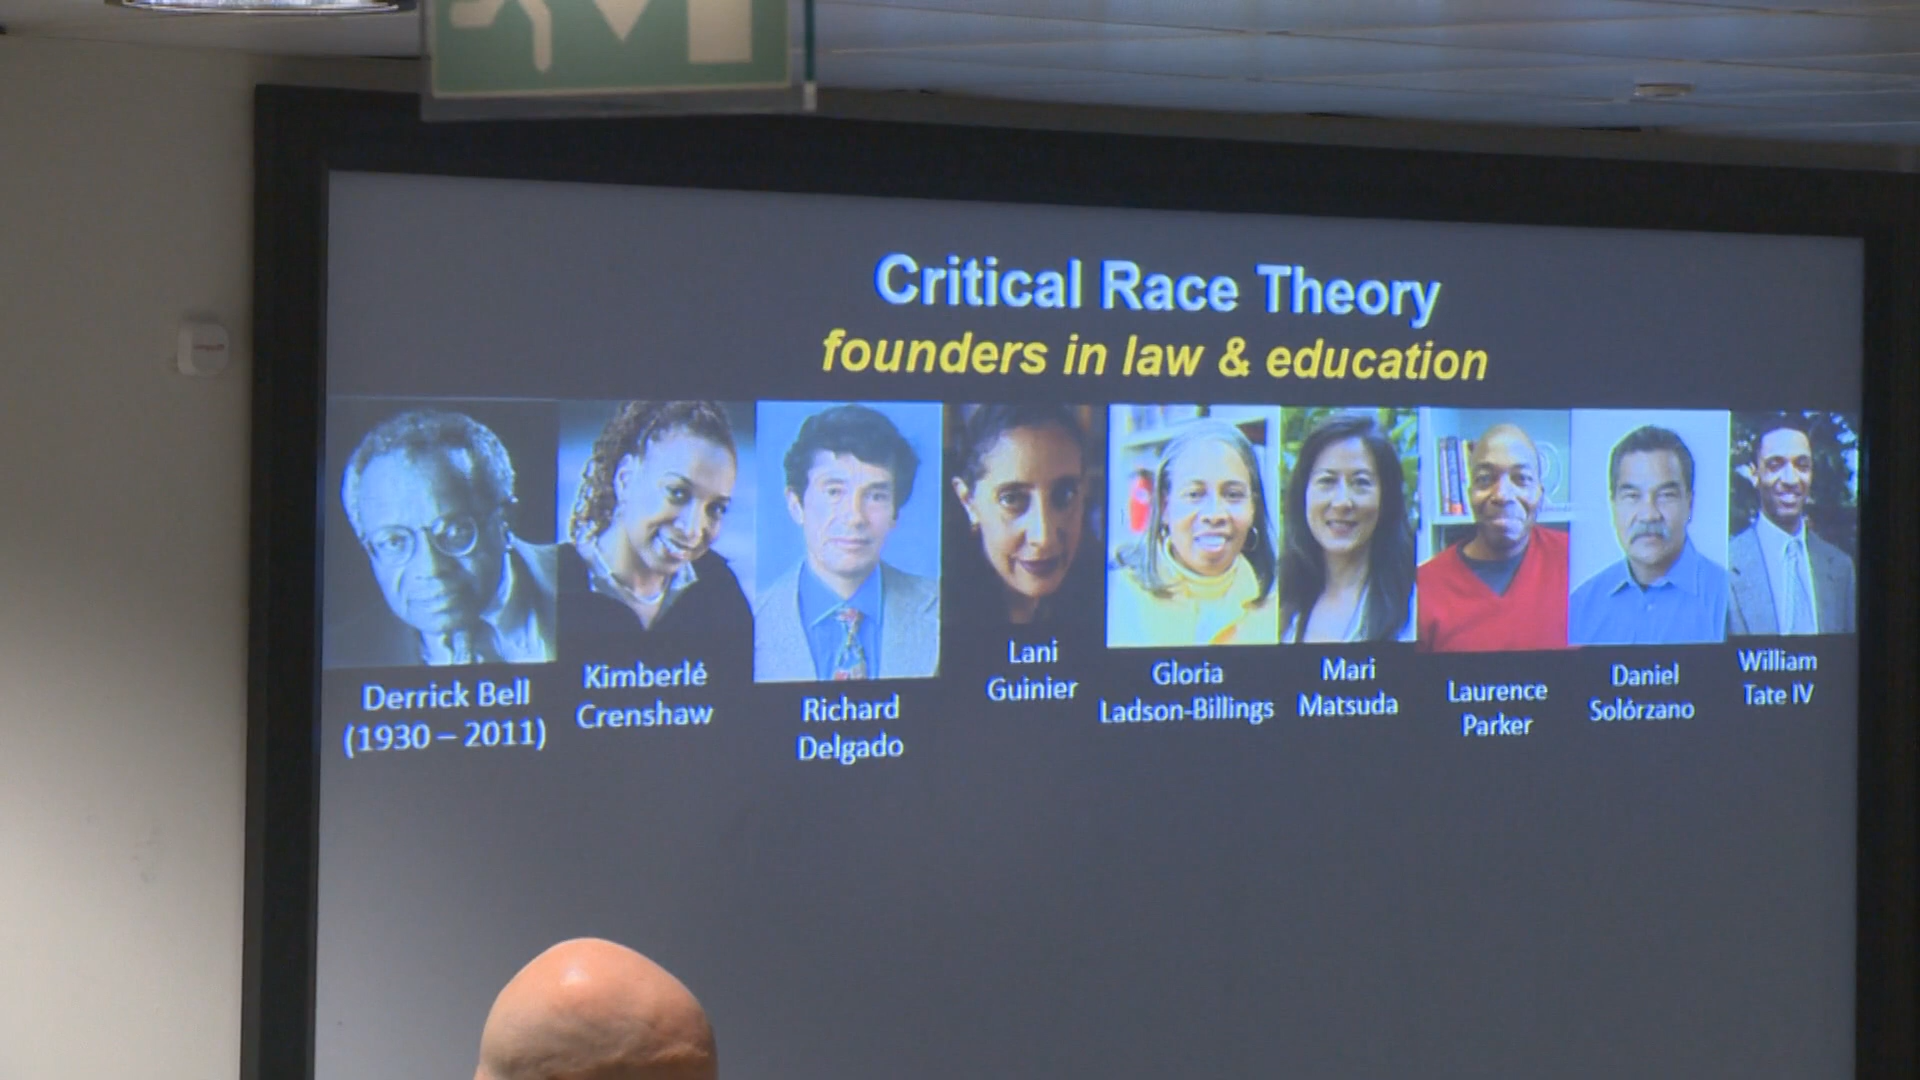 Critical Race Theory
founders in law & education
Derrick Bell
(1930 – 2011)
Kimberlé
Crenshaw
Richard
Delgado
Lani
Guinier
Gloria
Ladson-Billings
Mari
Matsuda
Laurence
Parker
Daniel
Solórzano
William
Tate IV